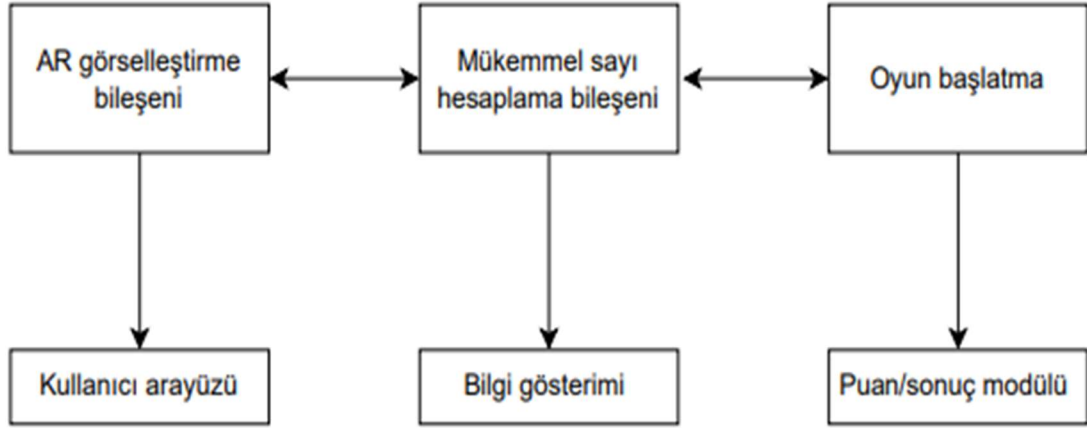 AR görselleştirme
bileşeni
Mükemmel sayı
hesaplama bileşeni
Oyun başlatma
Kullanıcı arayüzü
Bilgi gösterimi
Puan/sonuç modülü